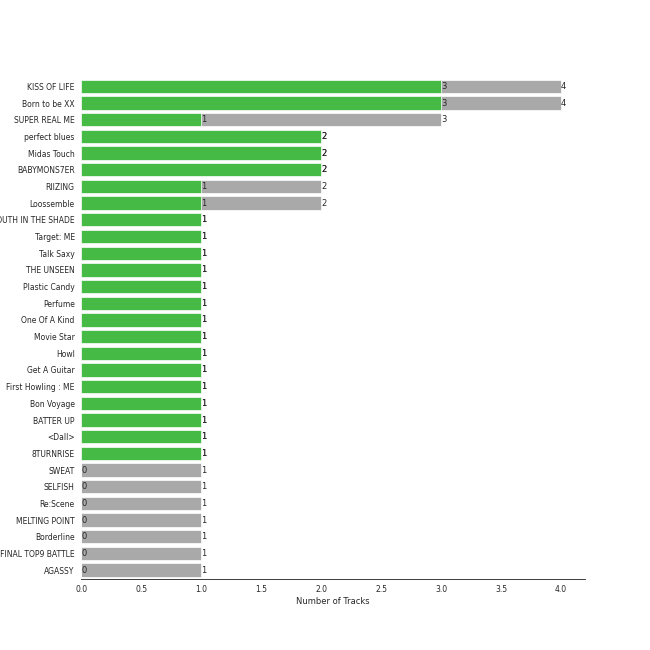 KISS OF LIFE 3 4
Born to be XX 3 4
SUPER REAL ME 1 3
perfect blues 2
Midas Touch 2
BABYMONS7ER 2
RIIZING 1 2
Loossemble 1 2
OUTH IN THE SHADE 1
Target: ME 1
Talk Saxy 1
THE UNSEEN 1
Plastic Candy 1
Perfume 1
One Of A Kind 1
Movie Star 1
Howl 1
Get A Guitar 1
First Howling : ME 1
Bon Voyage 1
BATTER UP 1
<Dall> 1
8TURNRISE 1
SWEAT 0 1
SELFISH 0 1
Re:Scene 0 1
MELTING POINT 0 1
Borderline 0 1
FINAL TOP9 BATTLE 0 1
AGASSY 0 1
0.0 0.5 1.0 1.5 2.0 2.5 3.0 3.5 4.0
Number of Tracks